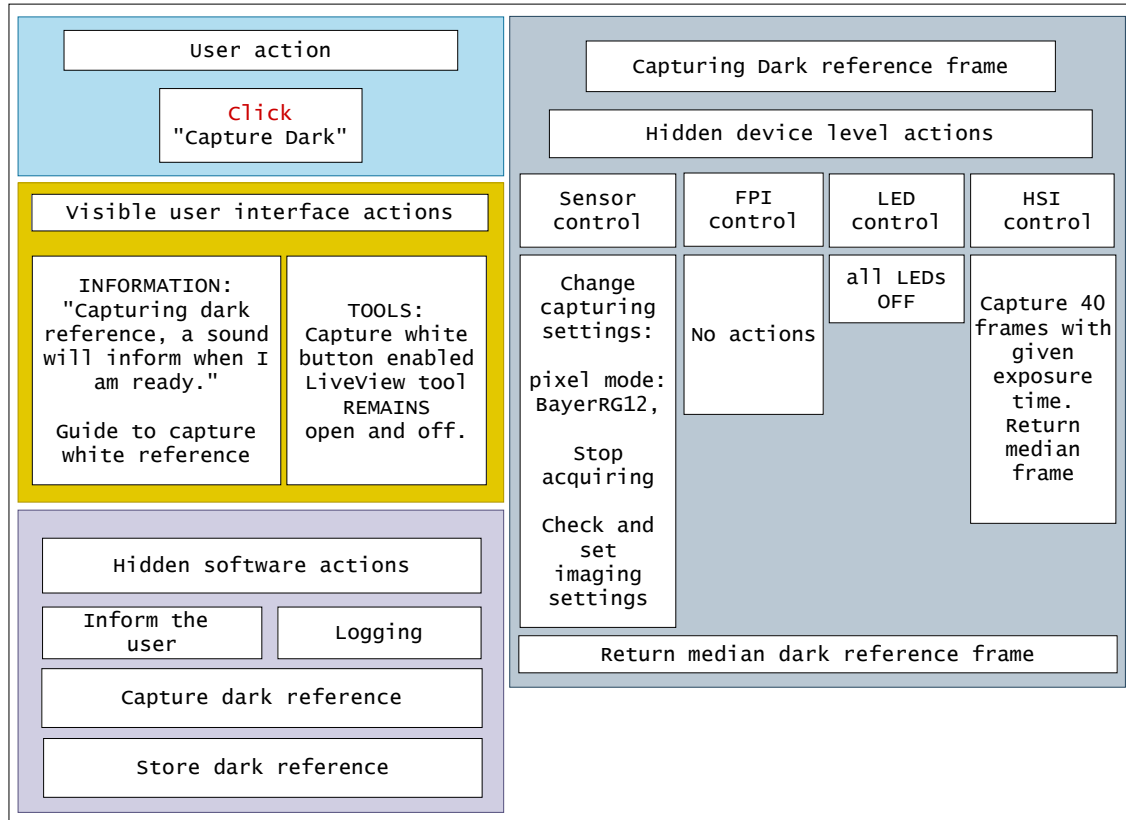 User action
Click
"Capture Dark"
Visible user interface actions
INFORMATION:
"Capturing dark
reference, a sound
will inform when I
am ready."
Guide to capture
white reference
TOOLS:
Capture white
button enabled
LiveView tool
REMAINS
open and off.
Hidden software actions
Inform the
user
Logging
Capture dark reference
Store dark reference
Capturing Dark reference frame
Hidden device level actions
Sensor
control
FPI
control
LED
control
HSI
control
Change
capturing
settings:
pixel mode:
BayerRG12,
Stop
acquiring
Check and
set
imaging
settings
No actions
all LEDs
OFF
Capture 40
frames with
given
exposure
time.
Return
median
frame
Return median dark reference frame